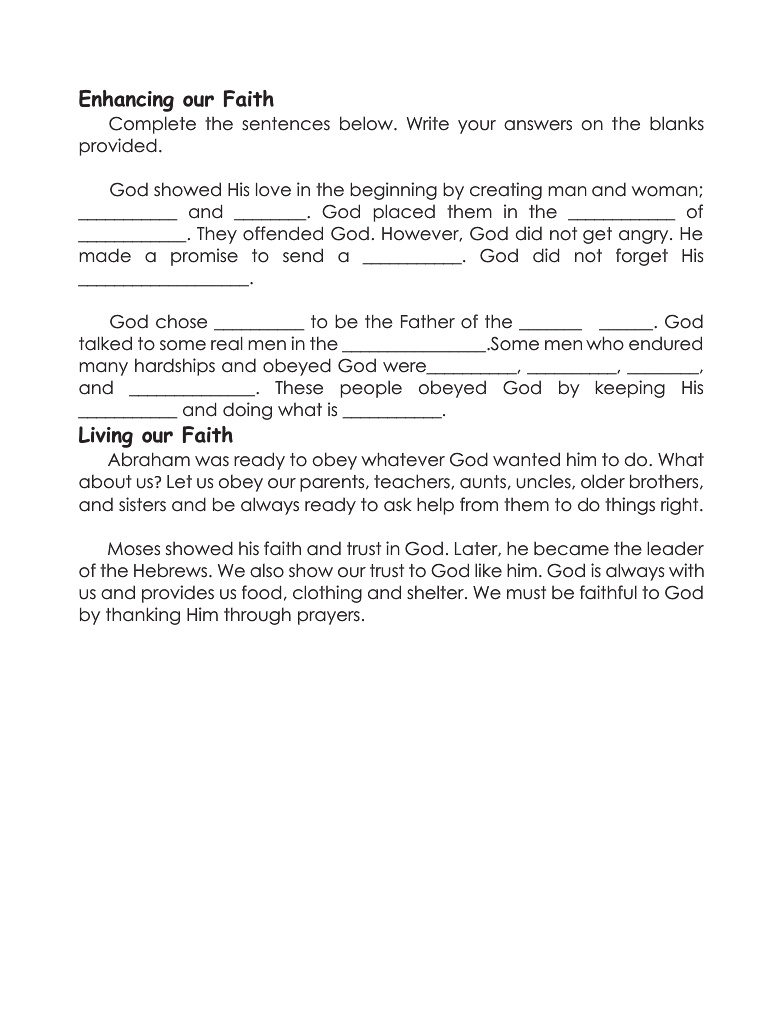 Enhancing our Faith
Complete the sentences below. Write your answers on the blanks
provided.
God showed His love in the beginning by creating man and woman;
___________ and ________. God placed them in the ____________ of
____________. They offended God. However, God did not get angry. He
made a promise to send a ___________. God did not forget His
___________________.
God chose __________ to be the Father of the _______ ______. God
talked to some real men in the ________________.Some men who endured
many hardships and obeyed God were__________, __________, ________,
and ______________. These people obeyed God by keeping His
___________ and doing what is ___________.
Living our Faith
Abraham was ready to obey whatever God wanted him to do. What
about us? Let us obey our parents, teachers, aunts, uncles, older brothers,
and sisters and be always ready to ask help from them to do things right.
Moses showed his faith and trust in God. Later, he became the leader
of the Hebrews. We also show our trust to God like him. God is always with
us and provides us food, clothing and shelter. We must be faithful to God
by thanking Him through prayers.